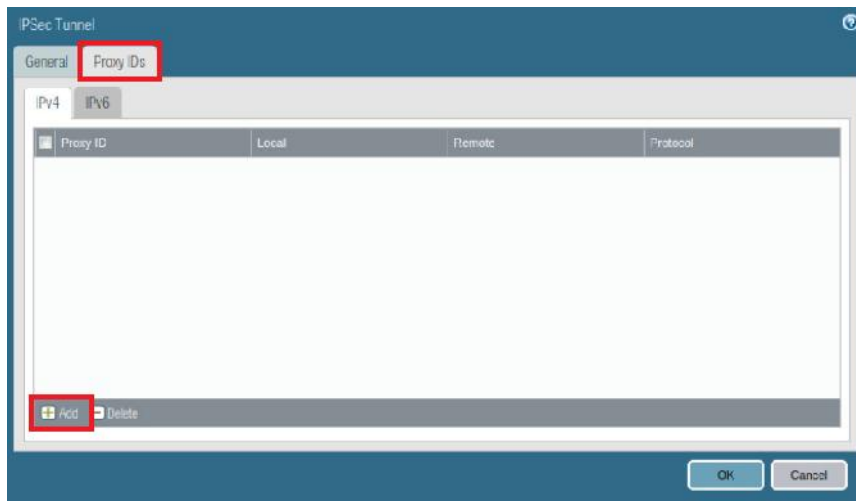 IPSec Tunnel
General Proxy IDs
IPv4 IPv6
Proxy ID Local Remote Protocol
Add Delete
OK Cancel